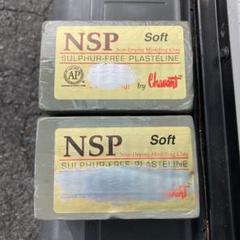 NSP Soft
Non-Drying Modeling Clay
SULPHUR-FREE PLASTELINE
AP
by Chavant
NSP Soft
Non-Drying Modeling Clay
SULPHUR-FREE PLASTELINE
Chavant